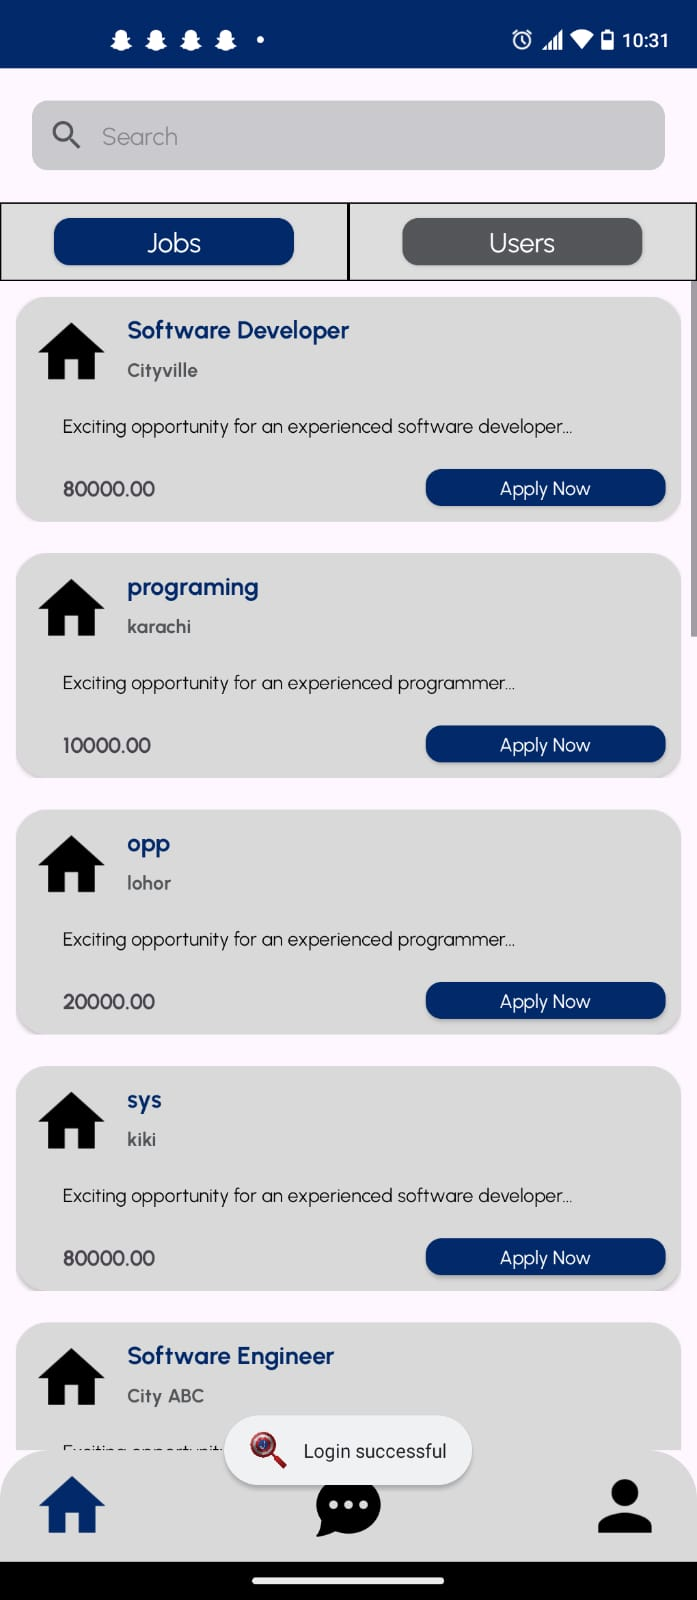 10:31
Search
Jobs
Users
Software Developer
Cityville
Exciting opportunity for an experienced software developer...
80000.00
Apply Now
programing
karachi
Exciting opportunity for an experienced programmer...
10000.00
Apply Now
opp
lohor
Exciting opportunity for an experienced programmer...
20000.00
Apply Now
sys
kiki
Exciting opportunity for an experienced software developer...
80000.00
Apply Now
Software Engineer
City ABC
Login successful